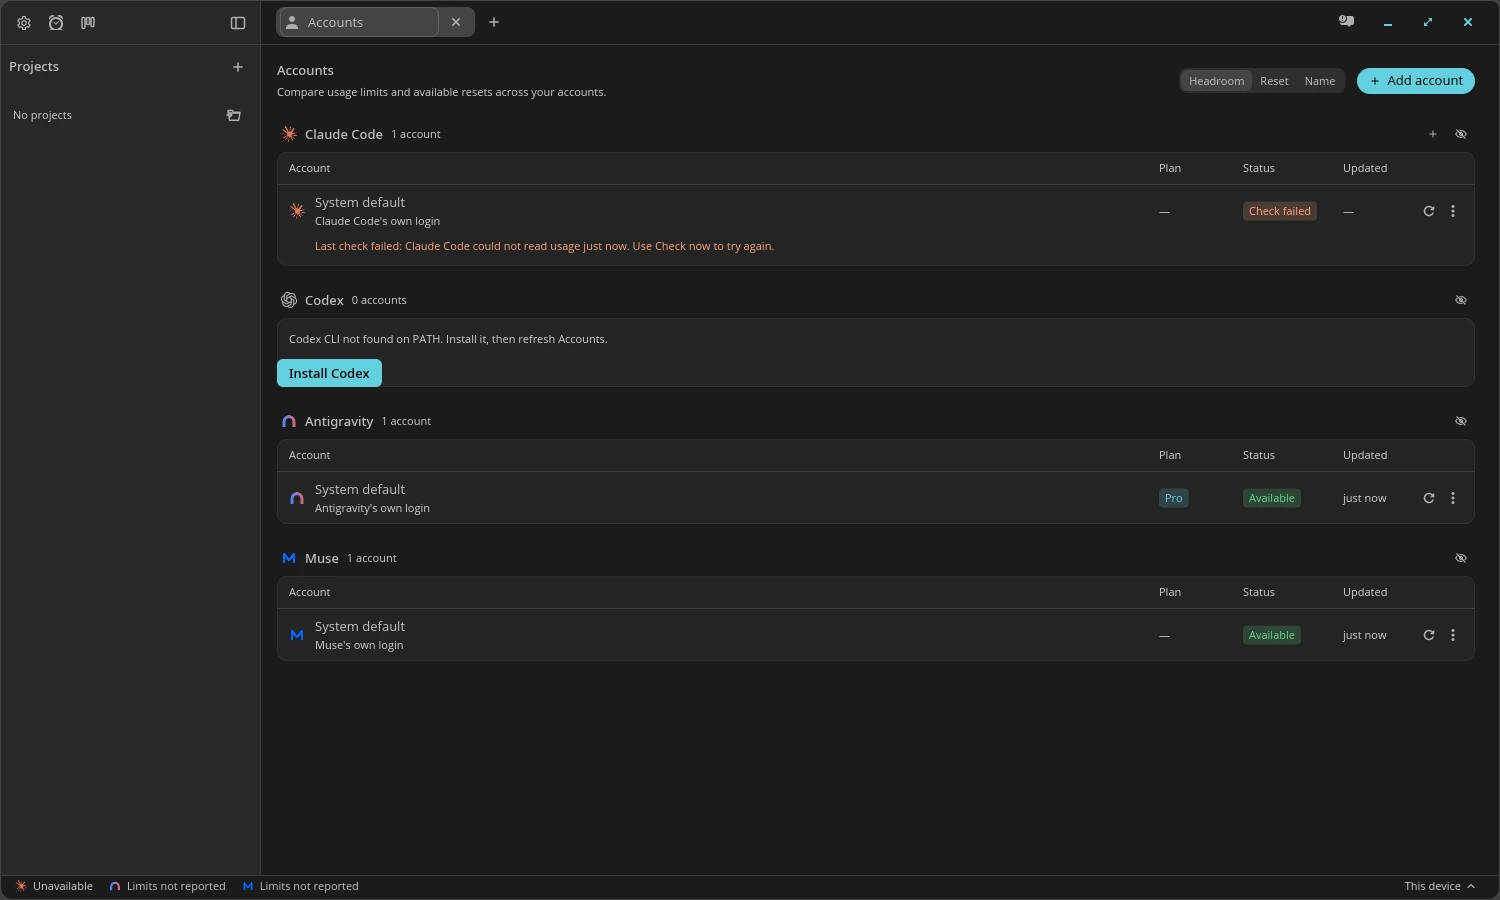 Accounts
Projects
No projects
Accounts
Compare usage limits and available resets across your accounts.
Headroom Reset Name
+ Add account
Claude Code 1 account
Account Plan Status Updated
System default
Claude Code's own login
— Check failed —
Last check failed: Claude Code could not read usage just now. Use Check now to try again.
Codex 0 accounts
Codex CLI not found on PATH. Install it, then refresh Accounts.
Install Codex
Antigravity 1 account
Account Plan Status Updated
System default
Antigravity's own login
Pro Available just now
Muse 1 account
Account Plan Status Updated
System default
Muse's own login
— Available just now
Unavailable Limits not reported Limits not reported
This device